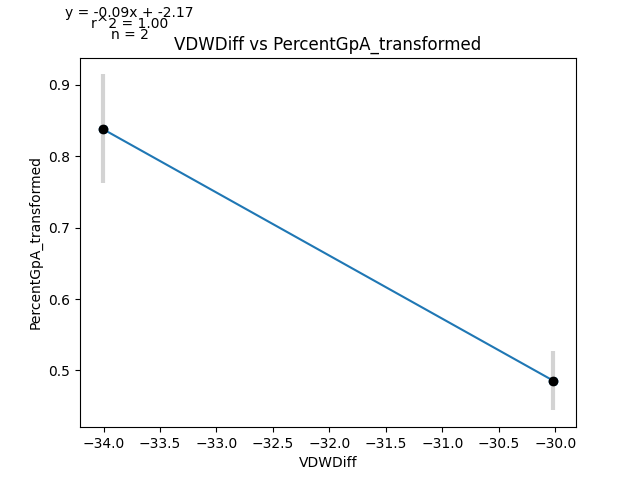 y = -0.09x + -2.17
r^2 = 1.00
n = 2
VDWDiff vs PercentGpA_transformed
PercentGpA_transformed
0.9
0.8
0.7
0.6
0.5
−34.0 −33.5 −33.0 −32.5 −32.0 −31.5 −31.0 −30.5 −30.0
VDWDiff